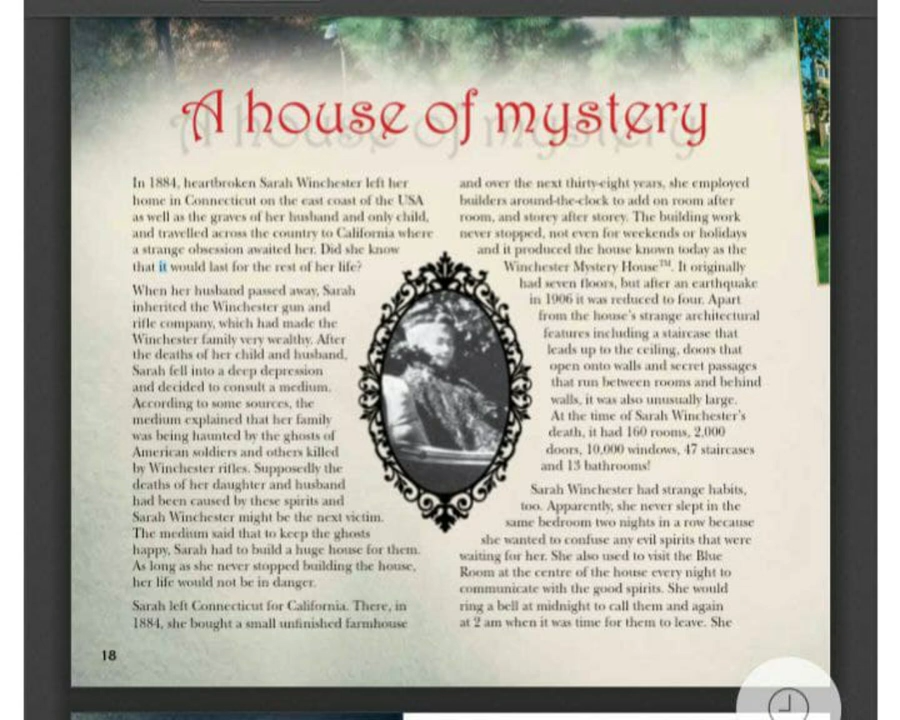 A house of mystery
In 1884, heartbroken Sarah Winchester left her
home in Connecticut on the east coast of the USA
as well as the graves of her husband and only child,
and travelled across the country to California where
a strange obsession awaited her. Did she know
that it would last for the rest of her life?
When her husband passed away, Sarah
inherited the Winchester gun and
rifle company, which had made the
Winchester family very wealthy. After
the deaths of her child and husband,
Sarah fell into a deep depression
and decided to consult a medium.
According to some sources, the
medium explained that her family
was being haunted by the ghosts of
American soldiers and others killed
by Winchester rifles. Supposedly the
deaths of her daughter and husband
had been caused by these spirits and
Sarah Winchester might be the next victim.
The medium said that to keep the ghosts
happy, Sarah had to build a huge house for them.
As long as she never stopped building the house,
her life would not be in danger.
Sarah left Connecticut for California. There, in
1884, she bought a small unfinished farmhouse
and over the next thirty-eight years, she employed
builders around-the-clock to add on room after
room, and storey after storey. The building work
never stopped, not even for weekends or holidays
and it produced the house known today as the
Winchester Mystery House™. It originally
had seven floors, but after an earthquake
in 1906 it was reduced to four. Apart
from the house's strange architectural
features including a staircase that
leads up to the ceiling, doors that
open onto walls and secret passages
that run between rooms and behind
walls, it was also unusually large.
At the time of Sarah Winchester's
death, it had 160 rooms, 2,000
doors, 10,000 windows, 47 staircases
and 13 bathrooms!
Sarah Winchester had strange habits,
too. Apparently, she never slept in the
same bedroom two nights in a row because
she wanted to confuse any evil spirits that were
waiting for her. She also used to visit the Blue
Room at the centre of the house every night to
communicate with the good spirits. She would
ring a bell at midnight to call them and again
at 2 am when it was time for them to leave. She
18